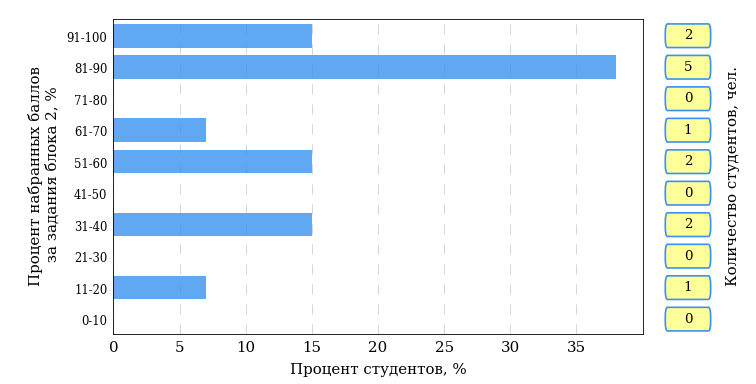 Процент набранных баллов
за задания блока 2, %
91-100 2
81-90 5
71-80 0
61-70 1
51-60 2
41-50 0
31-40 2
21-30 0
11-20 1
0-10 0
0 5 10 15 20 25 30 35
Процент студентов, %
Количество студентов, чел.